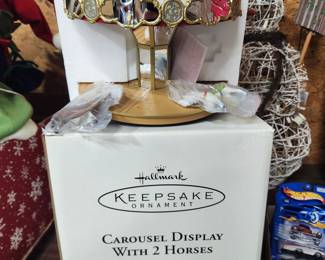 Hallmark
KEEPSAKE
ORNAMENT
CAROUSEL DISPLAY
WITH 2 HORSES